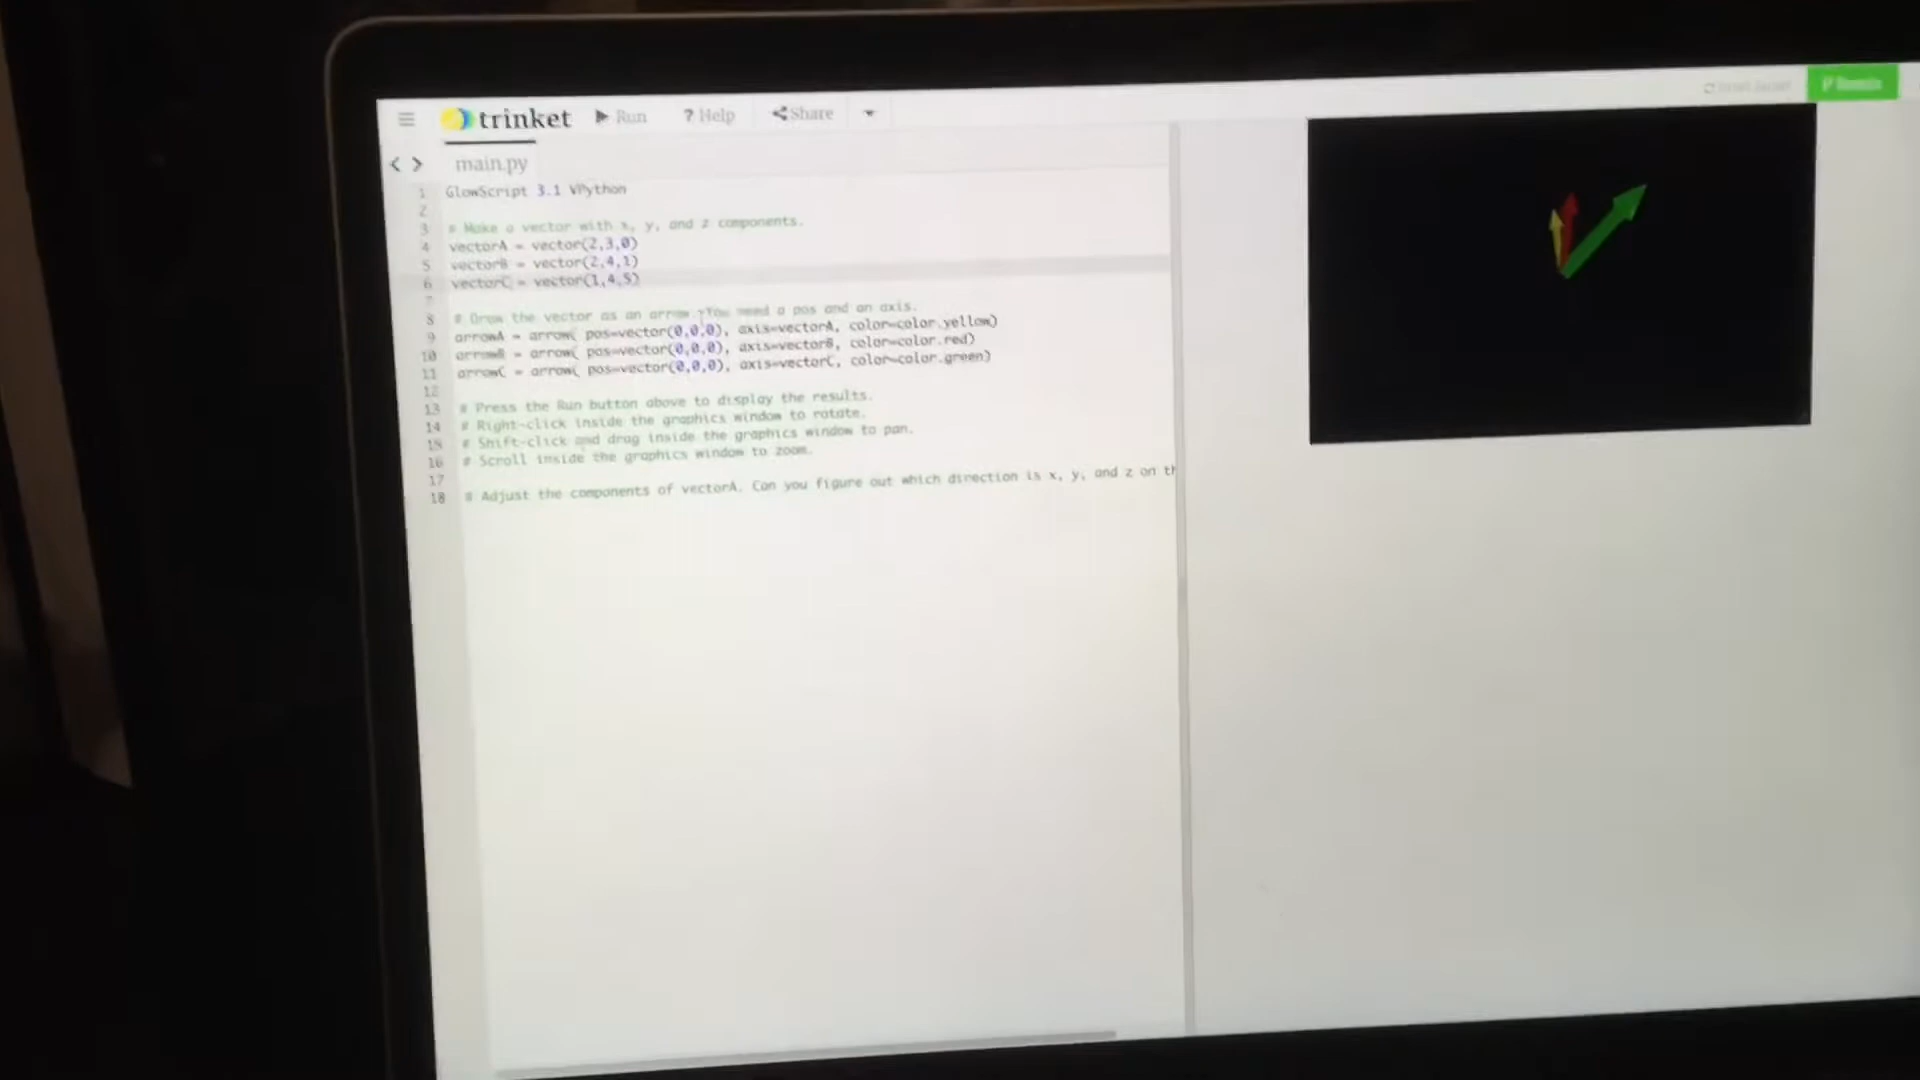 trinket Run ? Help Share
Remix
< > main.py
1 GlowScript 3.1 VPython
2
3 # Make a vector with x, y, and z components.
4 vectorA = vector(2,3,0)
5 vectorB = vector(2,4,1)
6 vectorC = vector(1,4,5)
7
8 # Draw the vector as an arrow. You need a pos and an axis.
9 arrowA = arrow( pos=vector(0,0,0), axis=vectorA, color=color.yellow)
10 arrowB = arrow( pos=vector(0,0,0), axis=vectorB, color=color.red)
11 arrowC = arrow( pos=vector(0,0,0), axis=vectorC, color=color.green)
12
13 # Press the Run button above to display the results.
14 # Right-click inside the graphics window to rotate.
15 # Shift-click and drag inside the graphics window to pan.
16 # Scroll inside the graphics window to zoom.
17
18 # Adjust the components of vectorA. Can you figure out which direction is x, y, and z on th